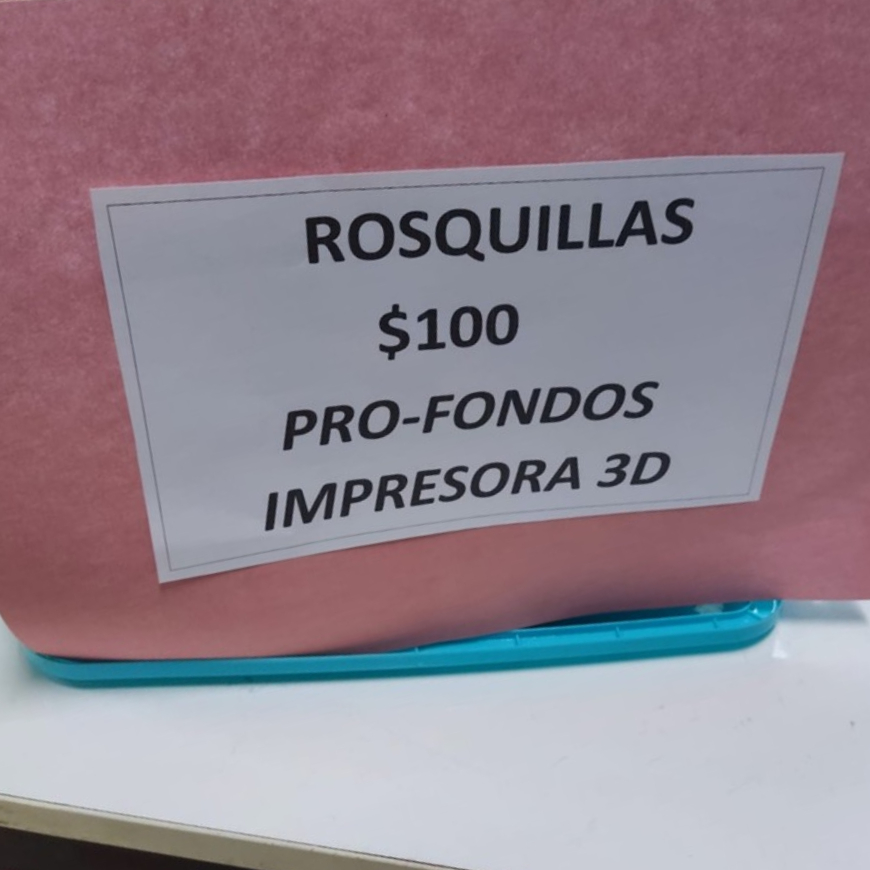 ROSQUILLAS
$100
PRO-FONDOS
IMPRESORA 3D